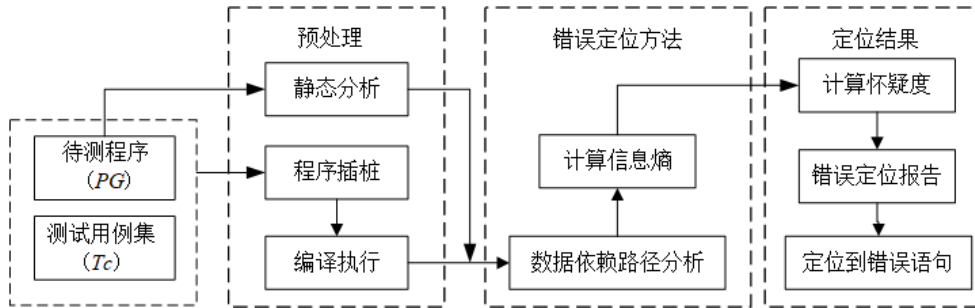 待测程序
（PG）
测试用例集
（Tc）
预处理
静态分析
程序插桩
编译执行
错误定位方法
计算信息熵
数据依赖路径分析
定位结果
计算怀疑度
错误定位报告
定位到错误语句